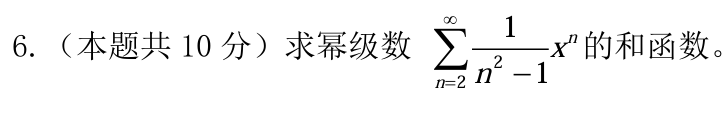 6. （本题共 10 分）求幂级数 $\sum_{n=2}^{\infty} \frac{1}{n^2-1} x^n$ 的和函数。